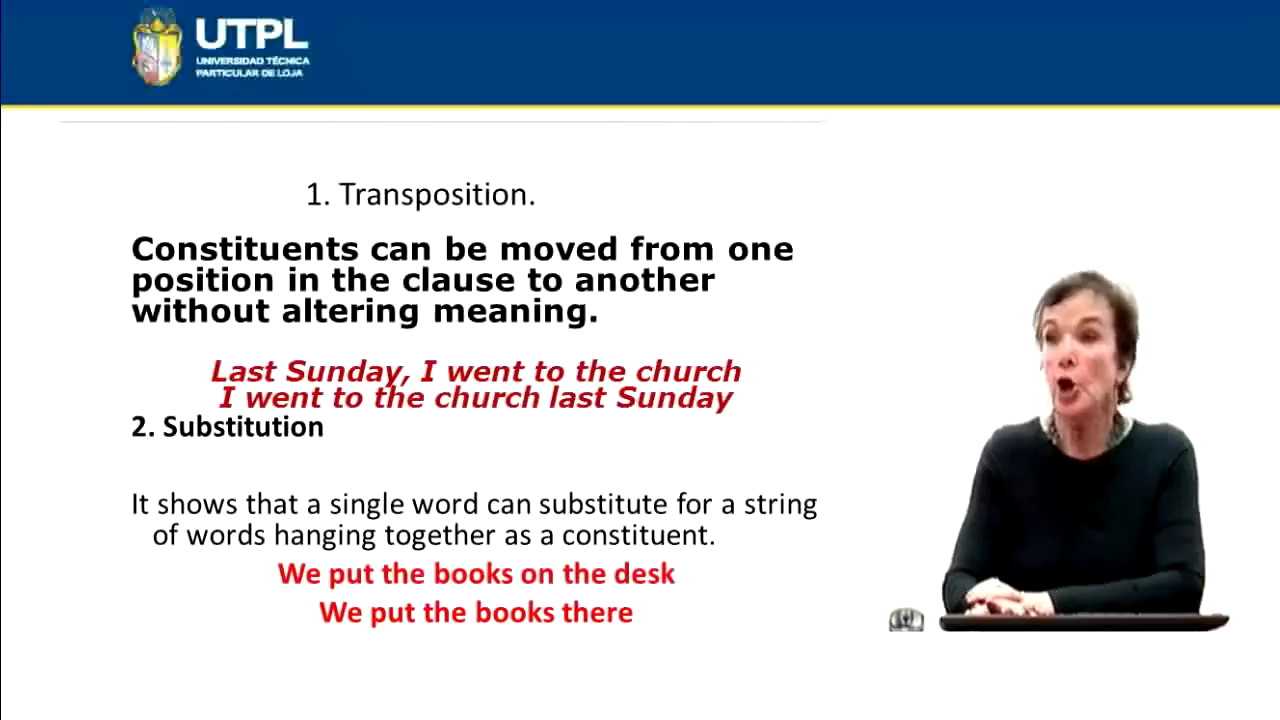 UTPL
UNIVERSIDAD TÉCNICA
PARTICULAR DE LOJA
1. Transposition.
Constituents can be moved from one
position in the clause to another
without altering meaning.
Last Sunday, I went to the church
I went to the church last Sunday
2. Substitution
It shows that a single word can substitute for a string
of words hanging together as a constituent.
We put the books on the desk
We put the books there